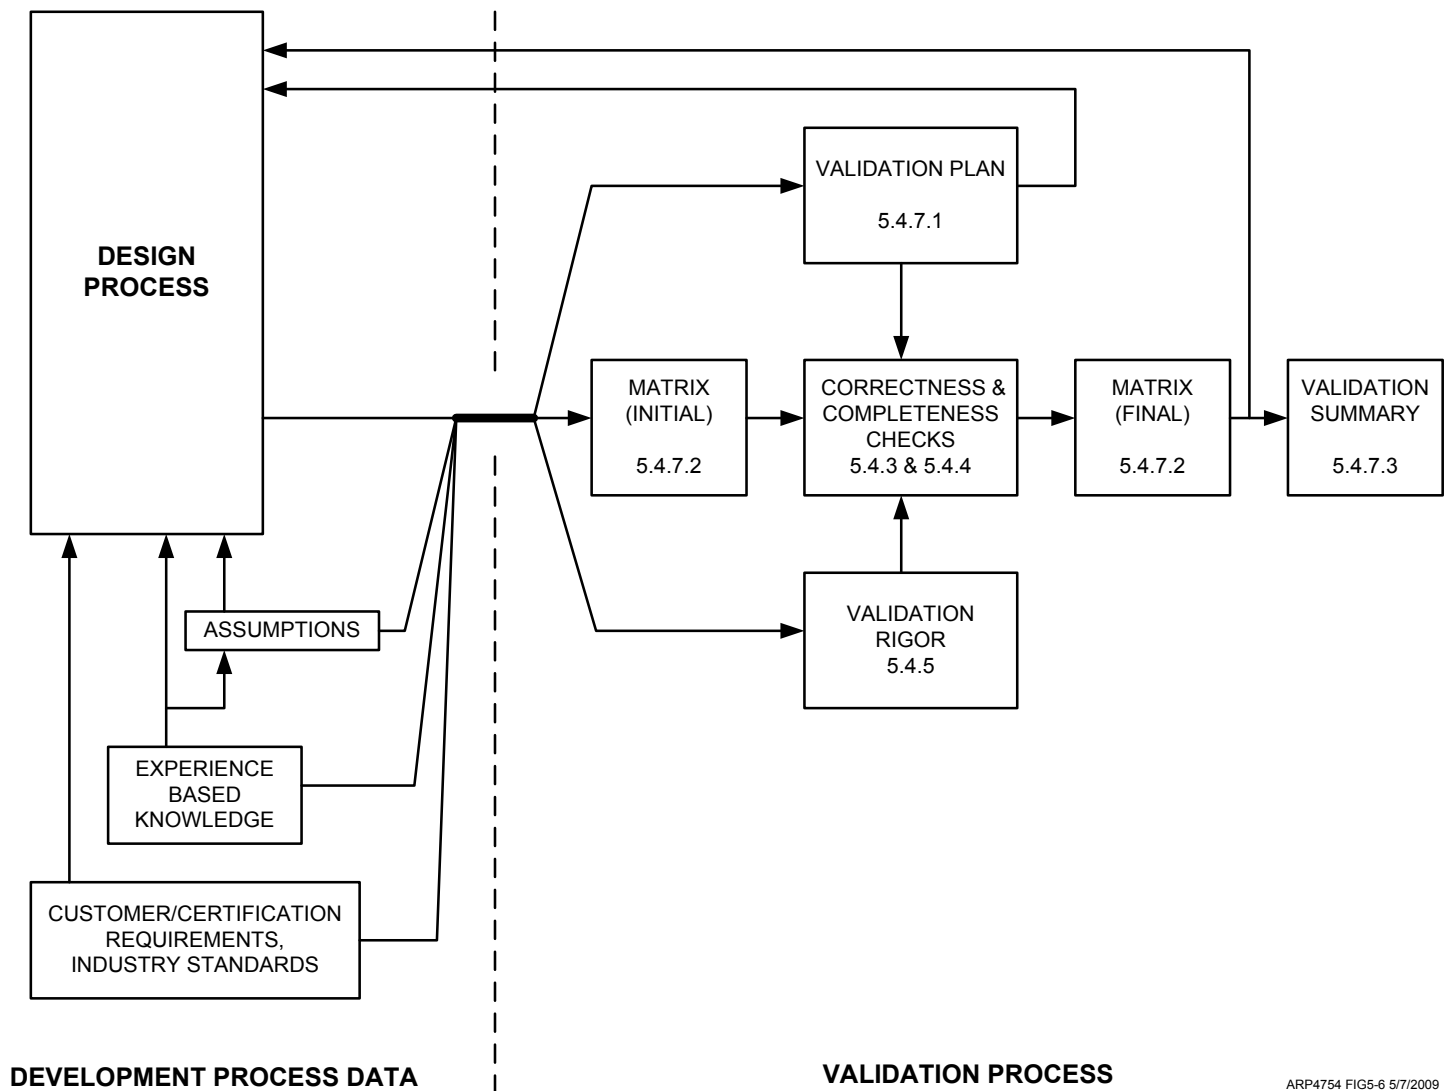 DESIGN
PROCESS
VALIDATION PLAN
5.4.7.1
MATRIX
(INITIAL)
5.4.7.2
CORRECTNESS &
COMPLETENESS
CHECKS
5.4.3 & 5.4.4
MATRIX
(FINAL)
5.4.7.2
VALIDATION
SUMMARY
5.4.7.3
ASSUMPTIONS
VALIDATION
RIGOR
5.4.5
EXPERIENCE
BASED
KNOWLEDGE
CUSTOMER/CERTIFICATION
REQUIREMENTS,
INDUSTRY STANDARDS
DEVELOPMENT PROCESS DATA
VALIDATION PROCESS
ARP4754 FIG5-6 5/7/2009